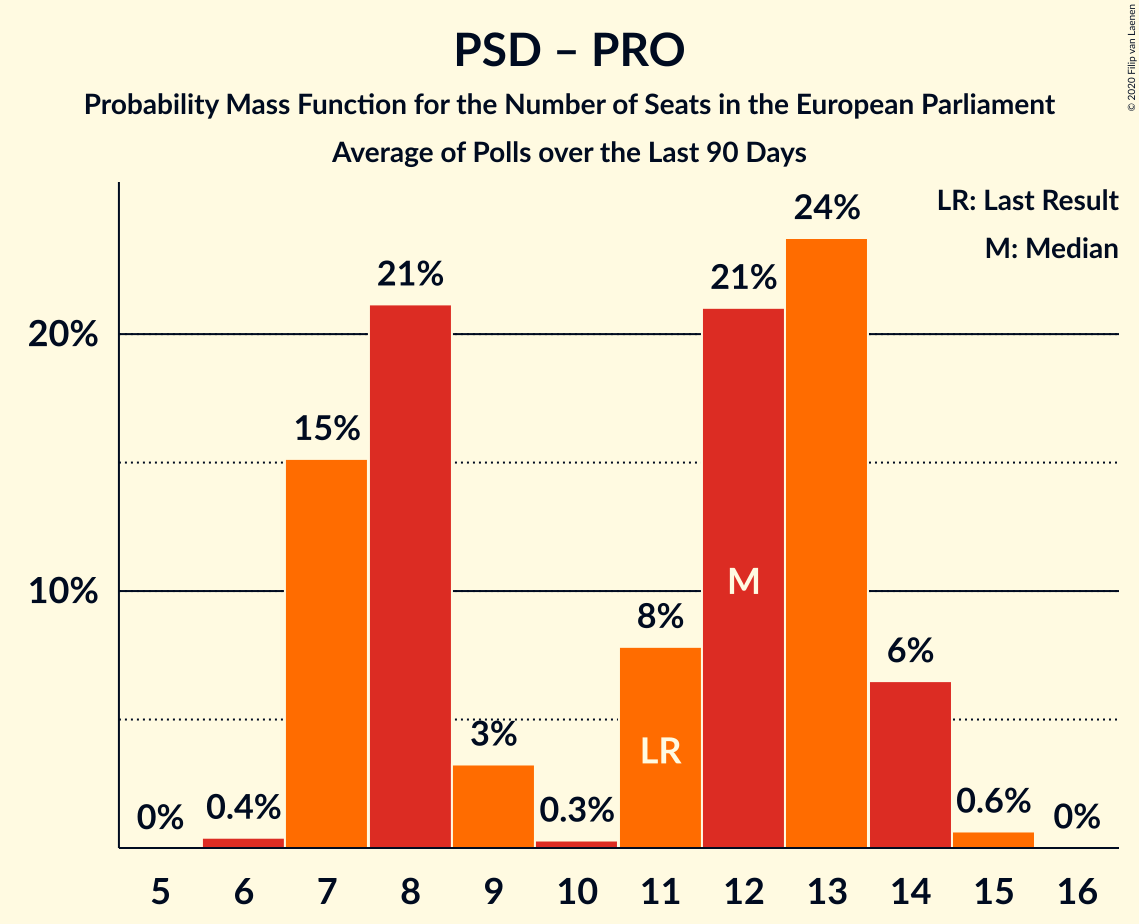 PSD – PRO
Probability Mass Function for the Number of Seats in the European Parliament
Average of Polls over the Last 90 Days
© 2020 Filip van Laenen
LR: Last Result
M: Median
20%
10%
0%
0.4%
15%
21%
3%
0.3%
8%
21%
24%
6%
0.6%
0%
LR
M
5 6 7 8 9 10 11 12 13 14 15 16